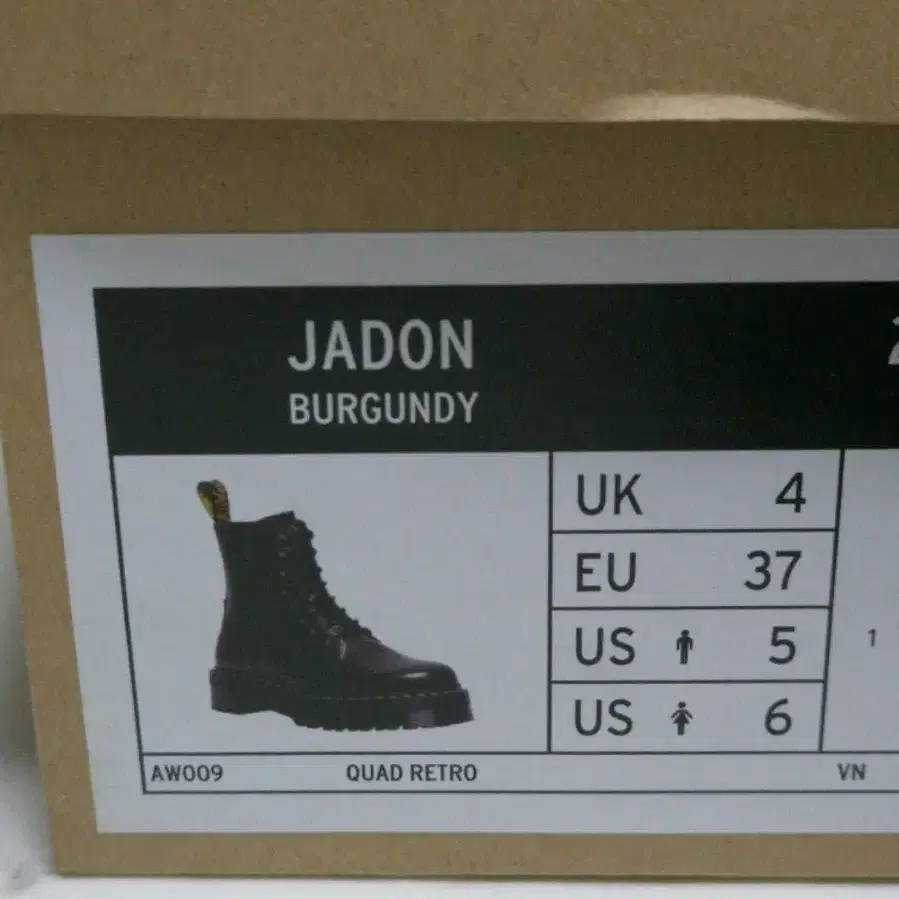 JADON
BURGUNDY
UK 4
EU 37
US 5
US 6
1
AW009 QUAD RETRO VN